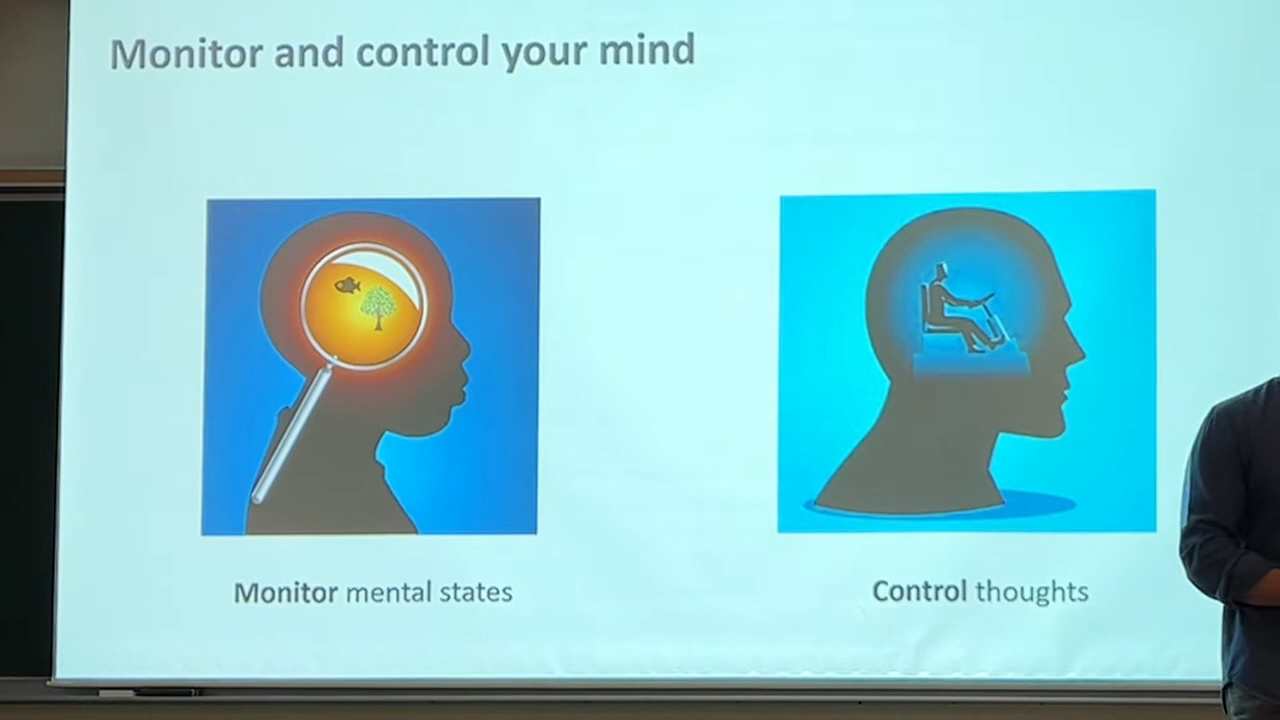 Monitor and control your mind
Monitor mental states
Control thoughts